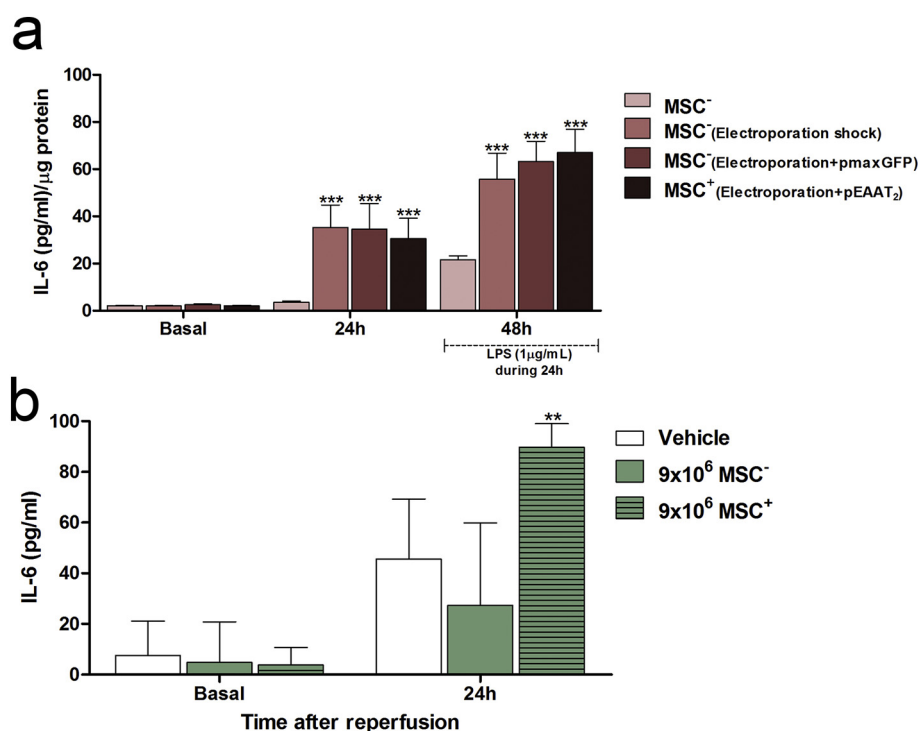 a
IL-6 (pg/ml)/µg protein
100
80
60
40
20
0
*** *** ***
*** *** ***
Basal 24h 48h
LPS (1µg/mL)
during 24h
MSC⁻
MSC⁻(Electroporation shock)
MSC⁻(Electroporation+pmaxGFP)
MSC⁺(Electroporation+pEAAT₂)
b
IL-6 (pg/ml)
100
80
60
40
20
0
**
Basal 24h
Time after reperfusion
Vehicle
9x10⁶ MSC⁻
9x10⁶ MSC⁺